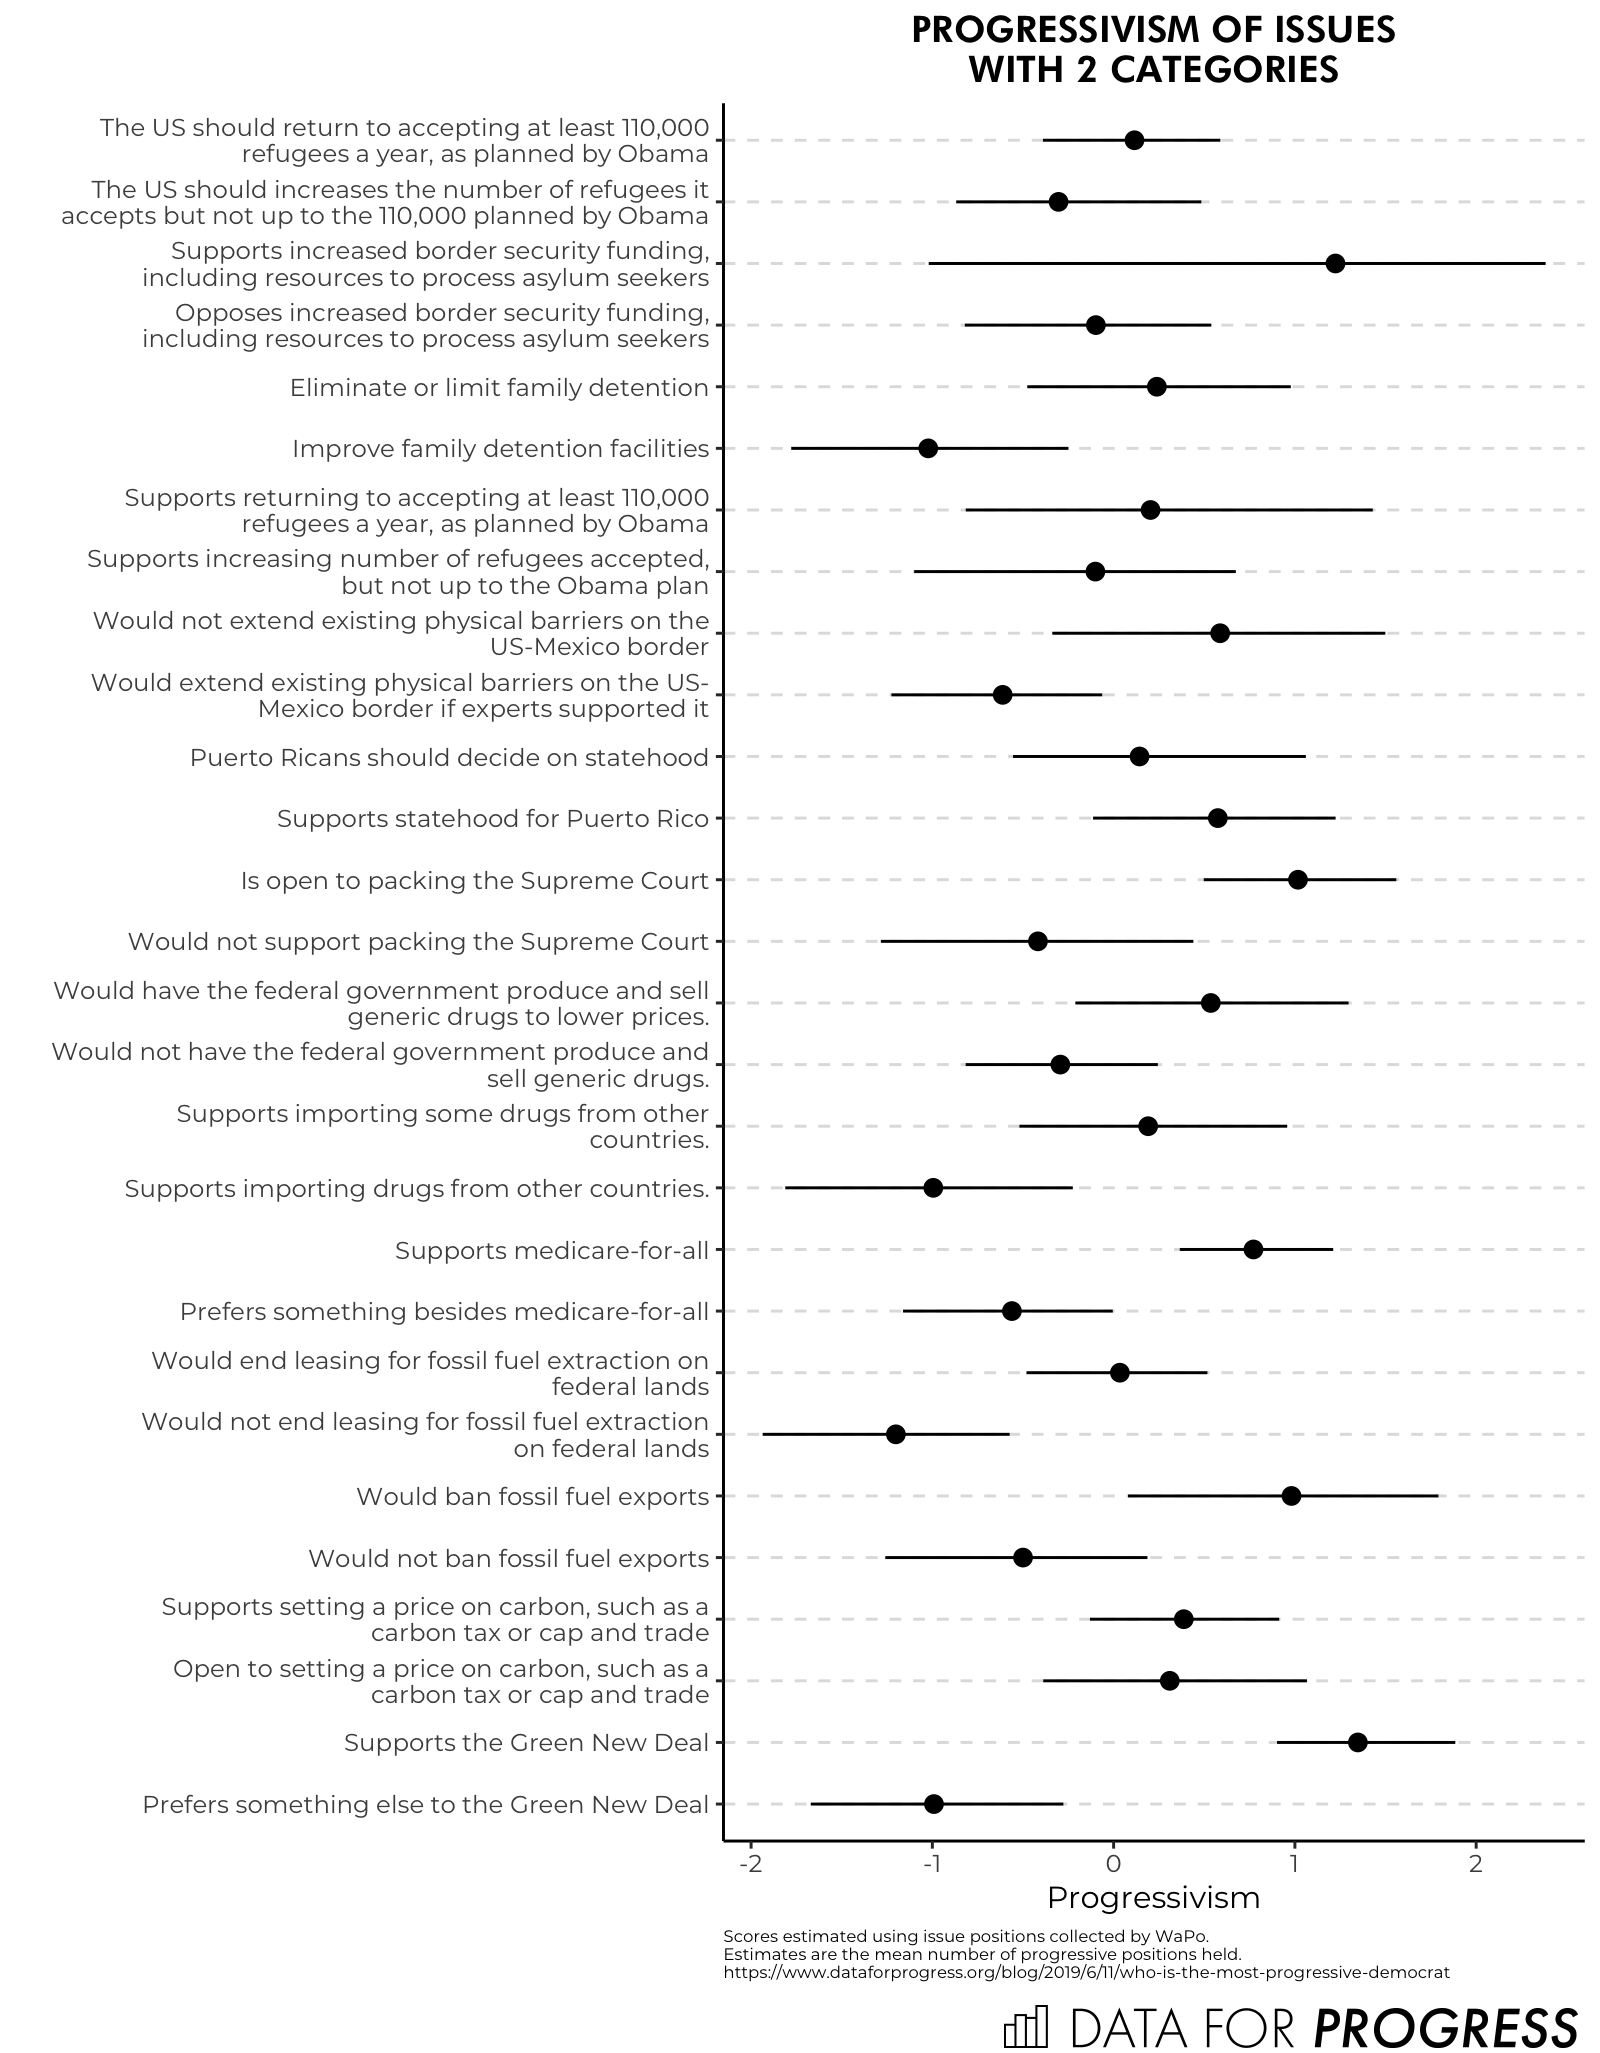 PROGRESSIVISM OF ISSUES
WITH 2 CATEGORIES
The US should return to accepting at least 110,000
refugees a year, as planned by Obama
The US should increases the number of refugees it
accepts but not up to the 110,000 planned by Obama
Supports increased border security funding,
including resources to process asylum seekers
Opposes increased border security funding,
including resources to process asylum seekers
Eliminate or limit family detention
Improve family detention facilities
Supports returning to accepting at least 110,000
refugees a year, as planned by Obama
Supports increasing number of refugees accepted,
but not up to the Obama plan
Would not extend existing physical barriers on the
US-Mexico border
Would extend existing physical barriers on the US-
Mexico border if experts supported it
Puerto Ricans should decide on statehood
Supports statehood for Puerto Rico
Is open to packing the Supreme Court
Would not support packing the Supreme Court
Would have the federal government produce and sell
generic drugs to lower prices.
Would not have the federal government produce and
sell generic drugs.
Supports importing some drugs from other
countries.
Supports importing drugs from other countries.
Supports medicare-for-all
Prefers something besides medicare-for-all
Would end leasing for fossil fuel extraction on
federal lands
Would not end leasing for fossil fuel extraction
on federal lands
Would ban fossil fuel exports
Would not ban fossil fuel exports
Supports setting a price on carbon, such as a
carbon tax or cap and trade
Open to setting a price on carbon, such as a
carbon tax or cap and trade
Supports the Green New Deal
Prefers something else to the Green New Deal
-2 -1 0 1 2
Progressivism
Scores estimated using issue positions collected by WaPo.
Estimates are the mean number of progressive positions held.
https://www.dataforprogress.org/blog/2019/6/11/who-is-the-most-progressive-democrat
DATA FOR PROGRESS